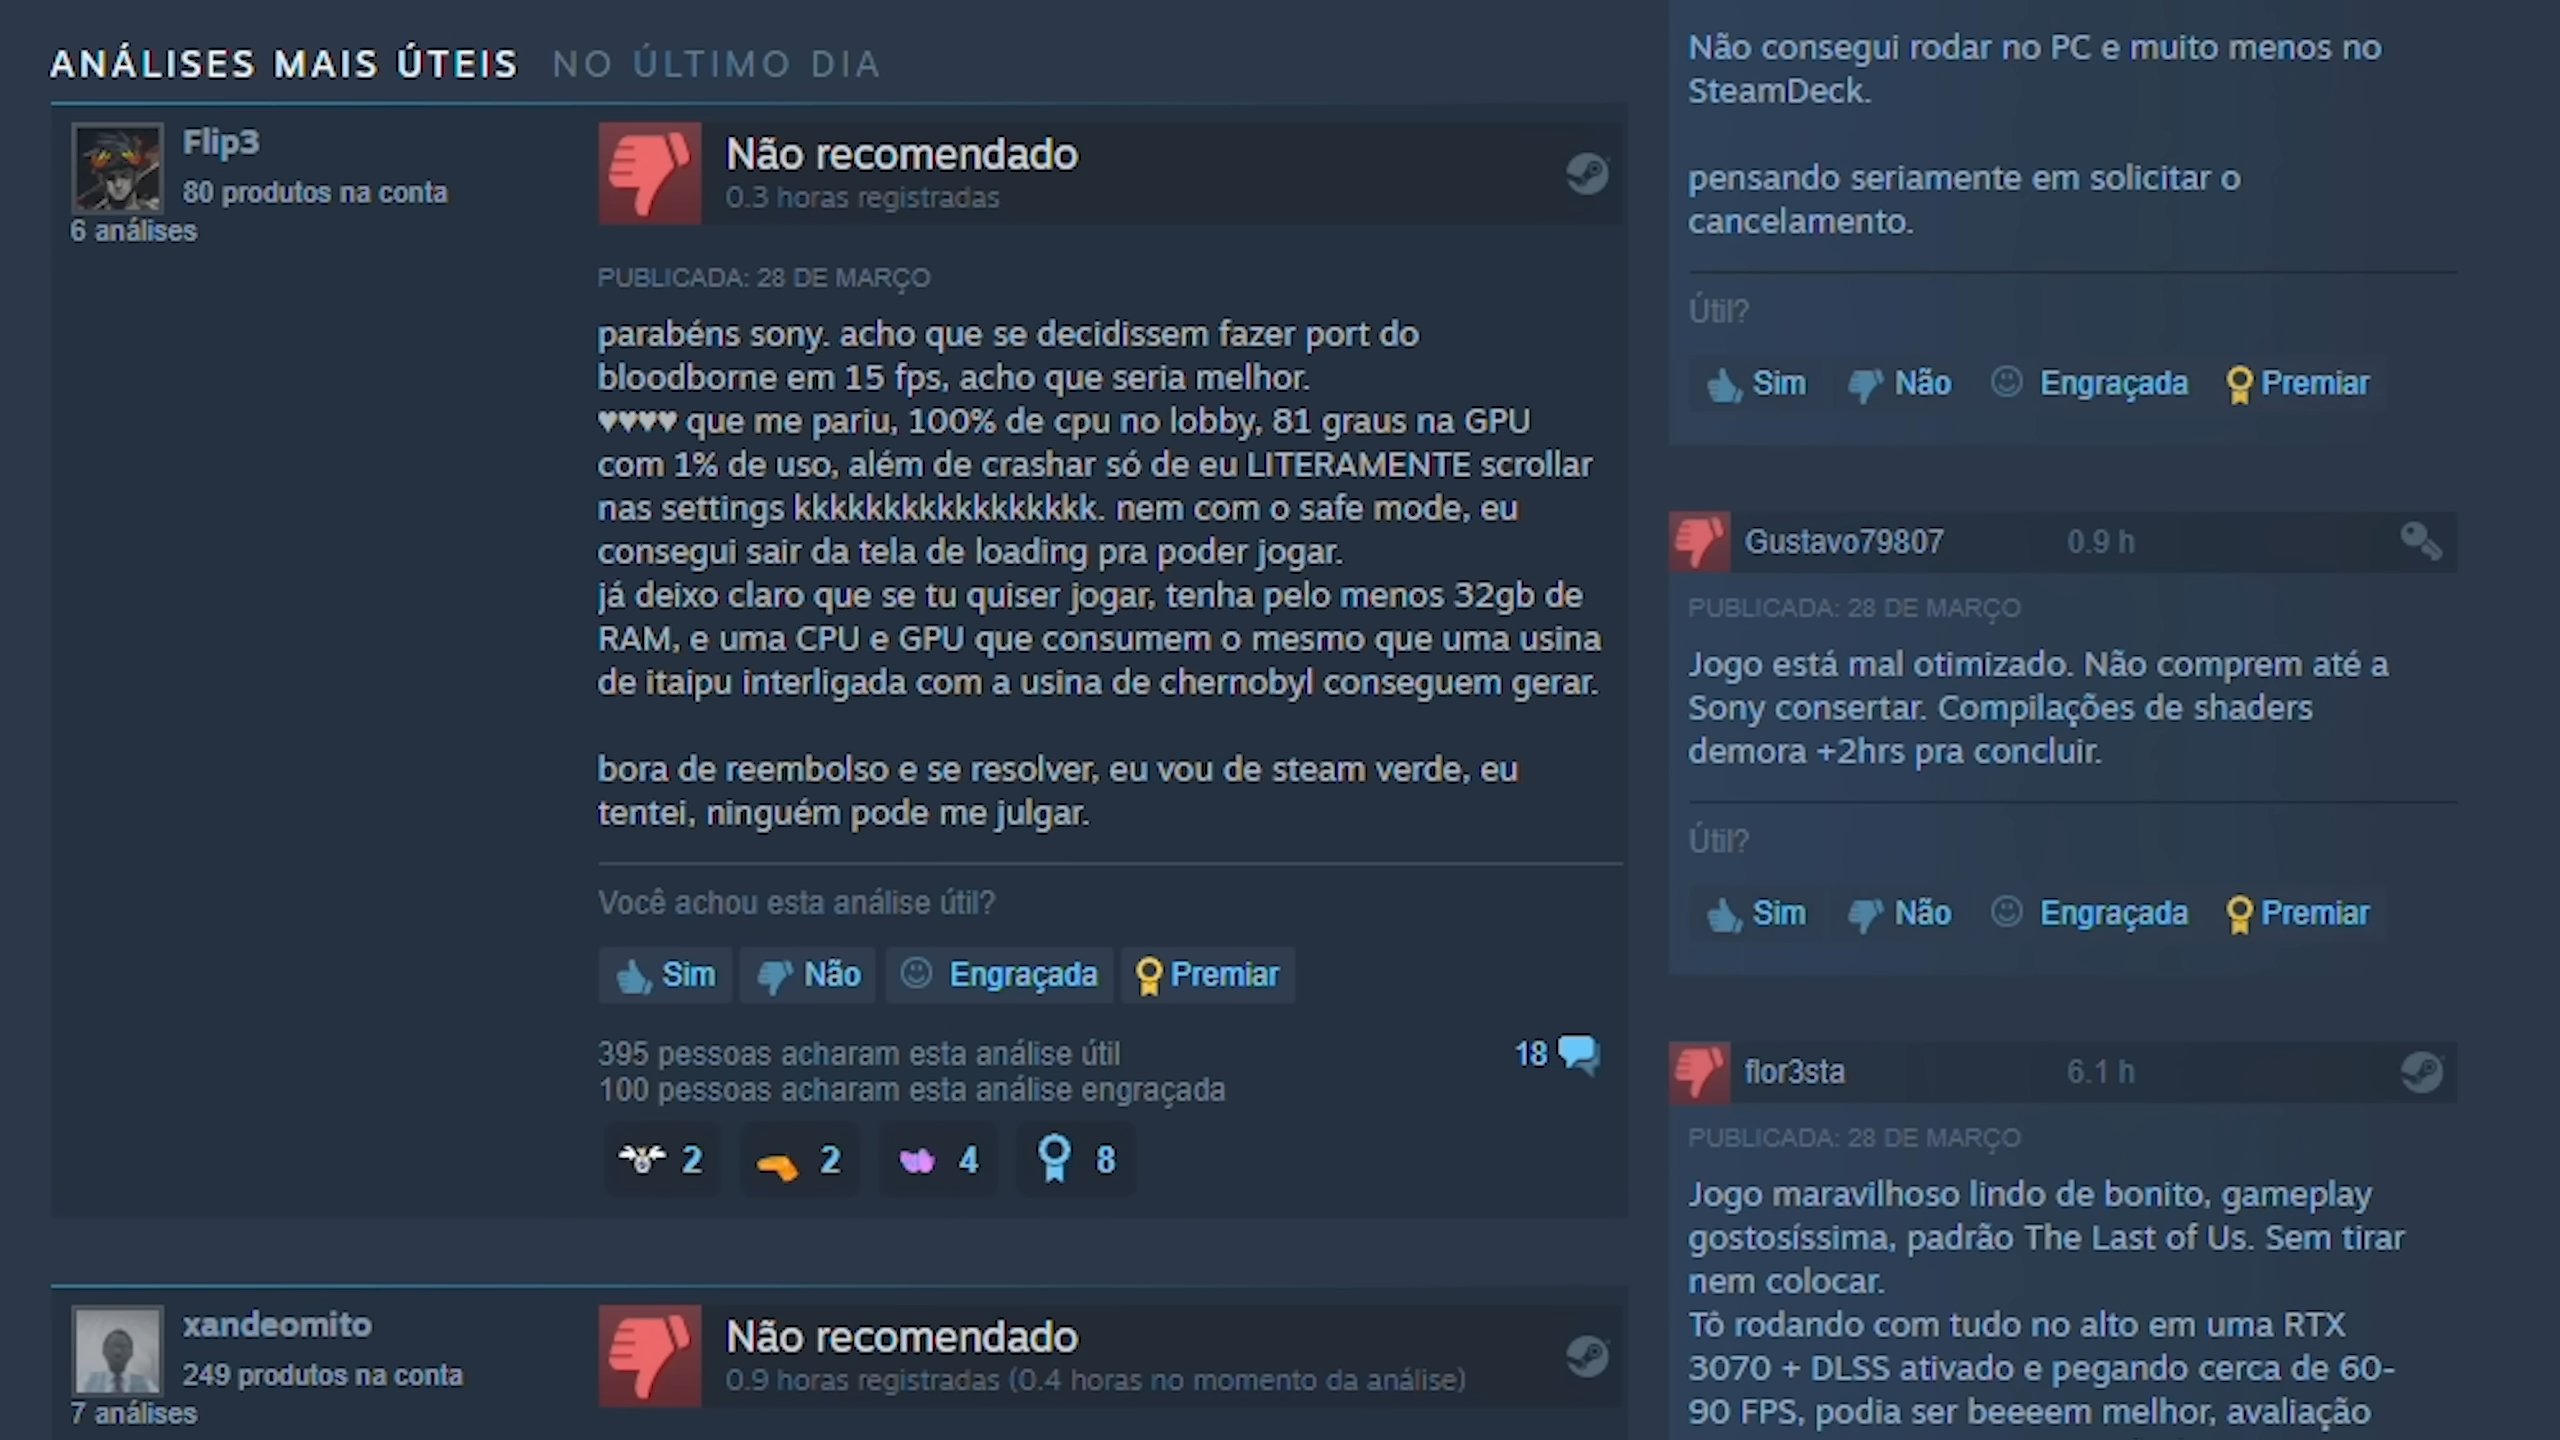 ANÁLISES MAIS ÚTEIS NO ÚLTIMO DIA
Flip3
80 produtos na conta
6 análises
Não recomendado
0.3 horas registradas
PUBLICADA: 28 DE MARÇO
parabéns sony. acho que se decidissem fazer port do
bloodborne em 15 fps, acho que seria melhor.
♥♥♥♥ que me pariu, 100% de cpu no lobby, 81 graus na GPU
com 1% de uso, além de crashar só de eu LITERAMENTE scrollar
nas settings kkkkkkkkkkkkkkkkk. nem com o safe mode, eu
consegui sair da tela de loading pra poder jogar.
já deixo claro que se tu quiser jogar, tenha pelo menos 32gb de
RAM, e uma CPU e GPU que consumem o mesmo que uma usina
de itaipu interligada com a usina de chernobyl conseguem gerar.
bora de reembolso e se resolver, eu vou de steam verde, eu
tentei, ninguém pode me julgar.
Você achou esta análise útil?
Sim Não Engraçada Premiar
395 pessoas acharam esta análise útil
100 pessoas acharam esta análise engraçada
18
2 2 4 8
xandeomito
249 produtos na conta
7 análises
Não recomendado
0.9 horas registradas (0.4 horas no momento da análise)
Não consegui rodar no PC e muito menos no
SteamDeck.
pensando seriamente em solicitar o
cancelamento.
Útil?
Sim Não Engraçada Premiar
Gustavo79807 0.9 h
PUBLICADA: 28 DE MARÇO
Jogo está mal otimizado. Não comprem até a
Sony consertar. Compilações de shaders
demora +2hrs pra concluir.
Útil?
Sim Não Engraçada Premiar
flor3sta 6.1 h
PUBLICADA: 28 DE MARÇO
Jogo maravilhoso lindo de bonito, gameplay
gostosíssima, padrão The Last of Us. Sem tirar
nem colocar.
Tô rodando com tudo no alto em uma RTX
3070 + DLSS ativado e pegando cerca de 60-
90 FPS, podia ser beeeem melhor, avaliação